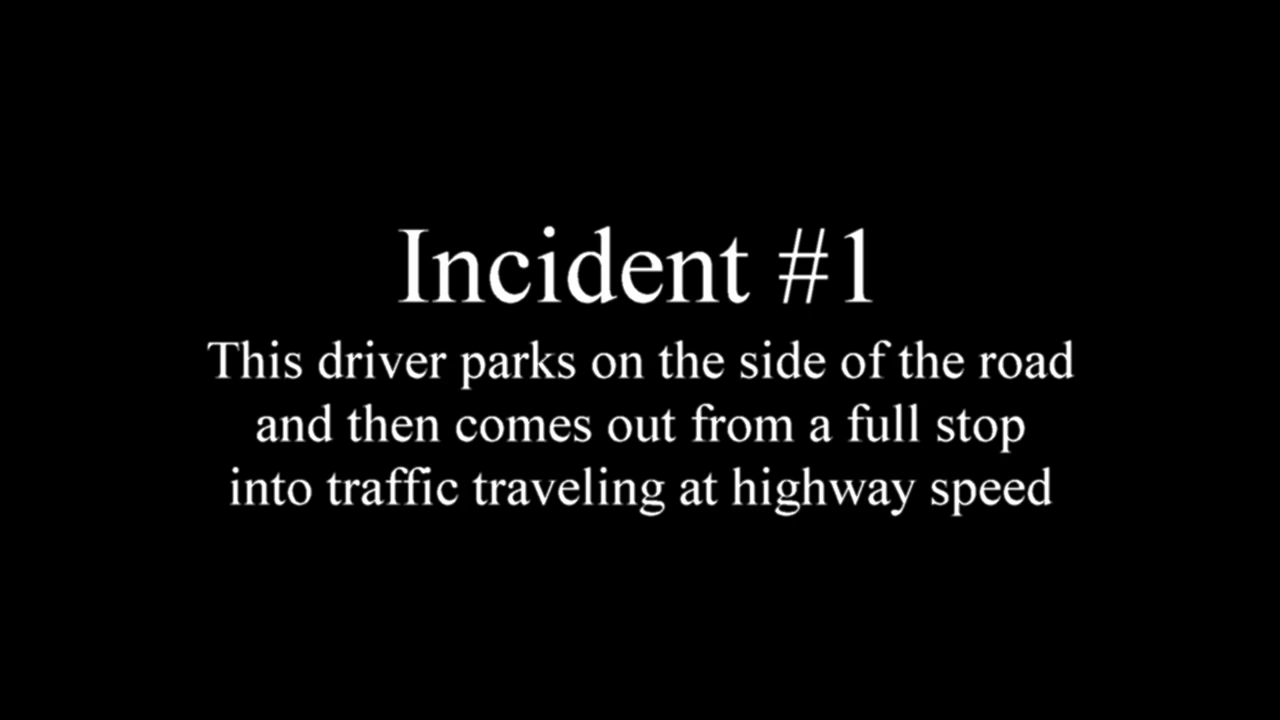 Incident #1
This driver parks on the side of the road
and then comes out from a full stop
into traffic traveling at highway speed